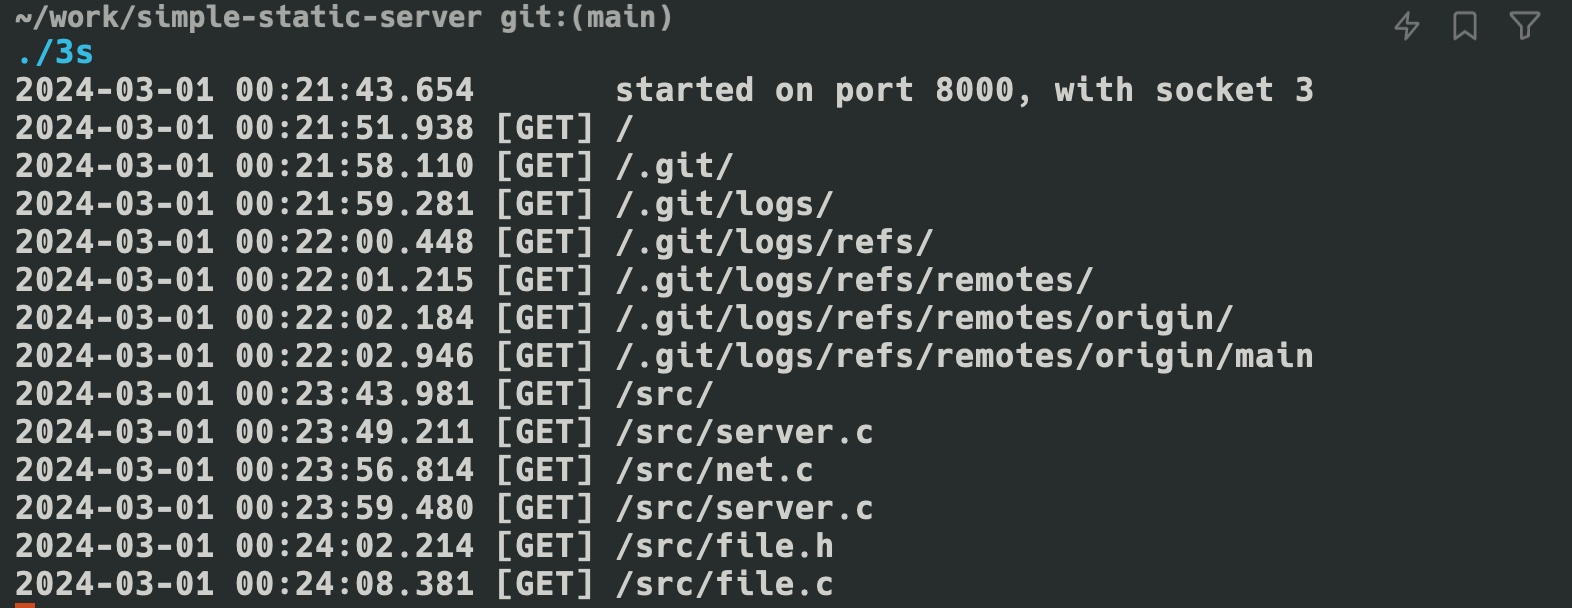 ~/work/simple-static-server git:(main)
./3s
2024-03-01 00:21:43.654       started on port 8000, with socket 3
2024-03-01 00:21:51.938 [GET] /
2024-03-01 00:21:58.110 [GET] /.git/
2024-03-01 00:21:59.281 [GET] /.git/logs/
2024-03-01 00:22:00.448 [GET] /.git/logs/refs/
2024-03-01 00:22:01.215 [GET] /.git/logs/refs/remotes/
2024-03-01 00:22:02.184 [GET] /.git/logs/refs/remotes/origin/
2024-03-01 00:22:02.946 [GET] /.git/logs/refs/remotes/origin/main
2024-03-01 00:23:43.981 [GET] /src/
2024-03-01 00:23:49.211 [GET] /src/server.c
2024-03-01 00:23:56.814 [GET] /src/net.c
2024-03-01 00:23:59.480 [GET] /src/server.c
2024-03-01 00:24:02.214 [GET] /src/file.h
2024-03-01 00:24:08.381 [GET] /src/file.c